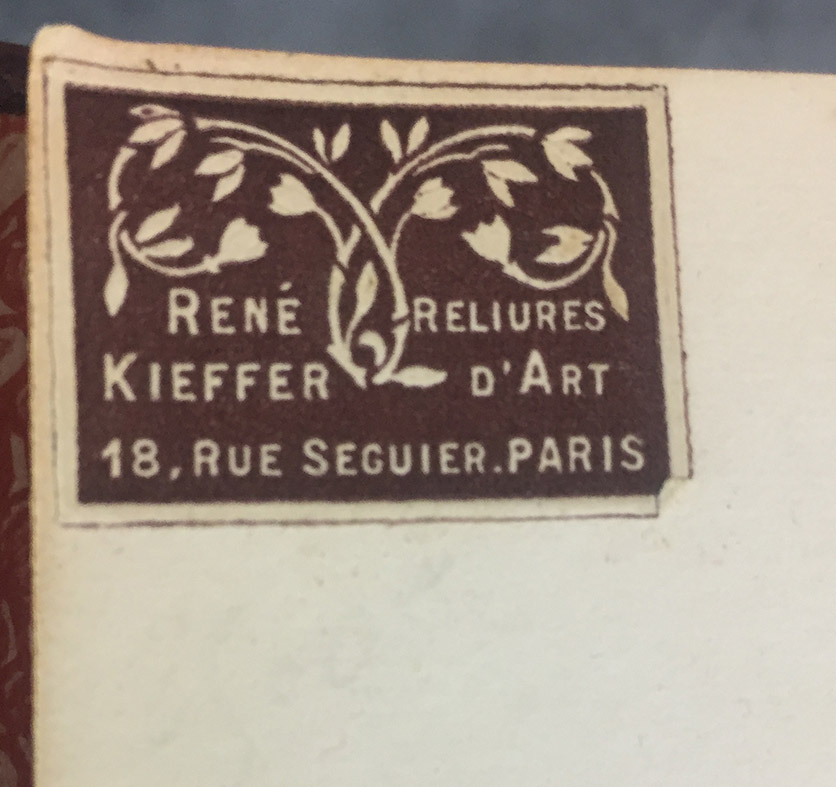 RENÉ RELIURES
KIEFFER D'ART
18, RUE SEGUIER. PARIS